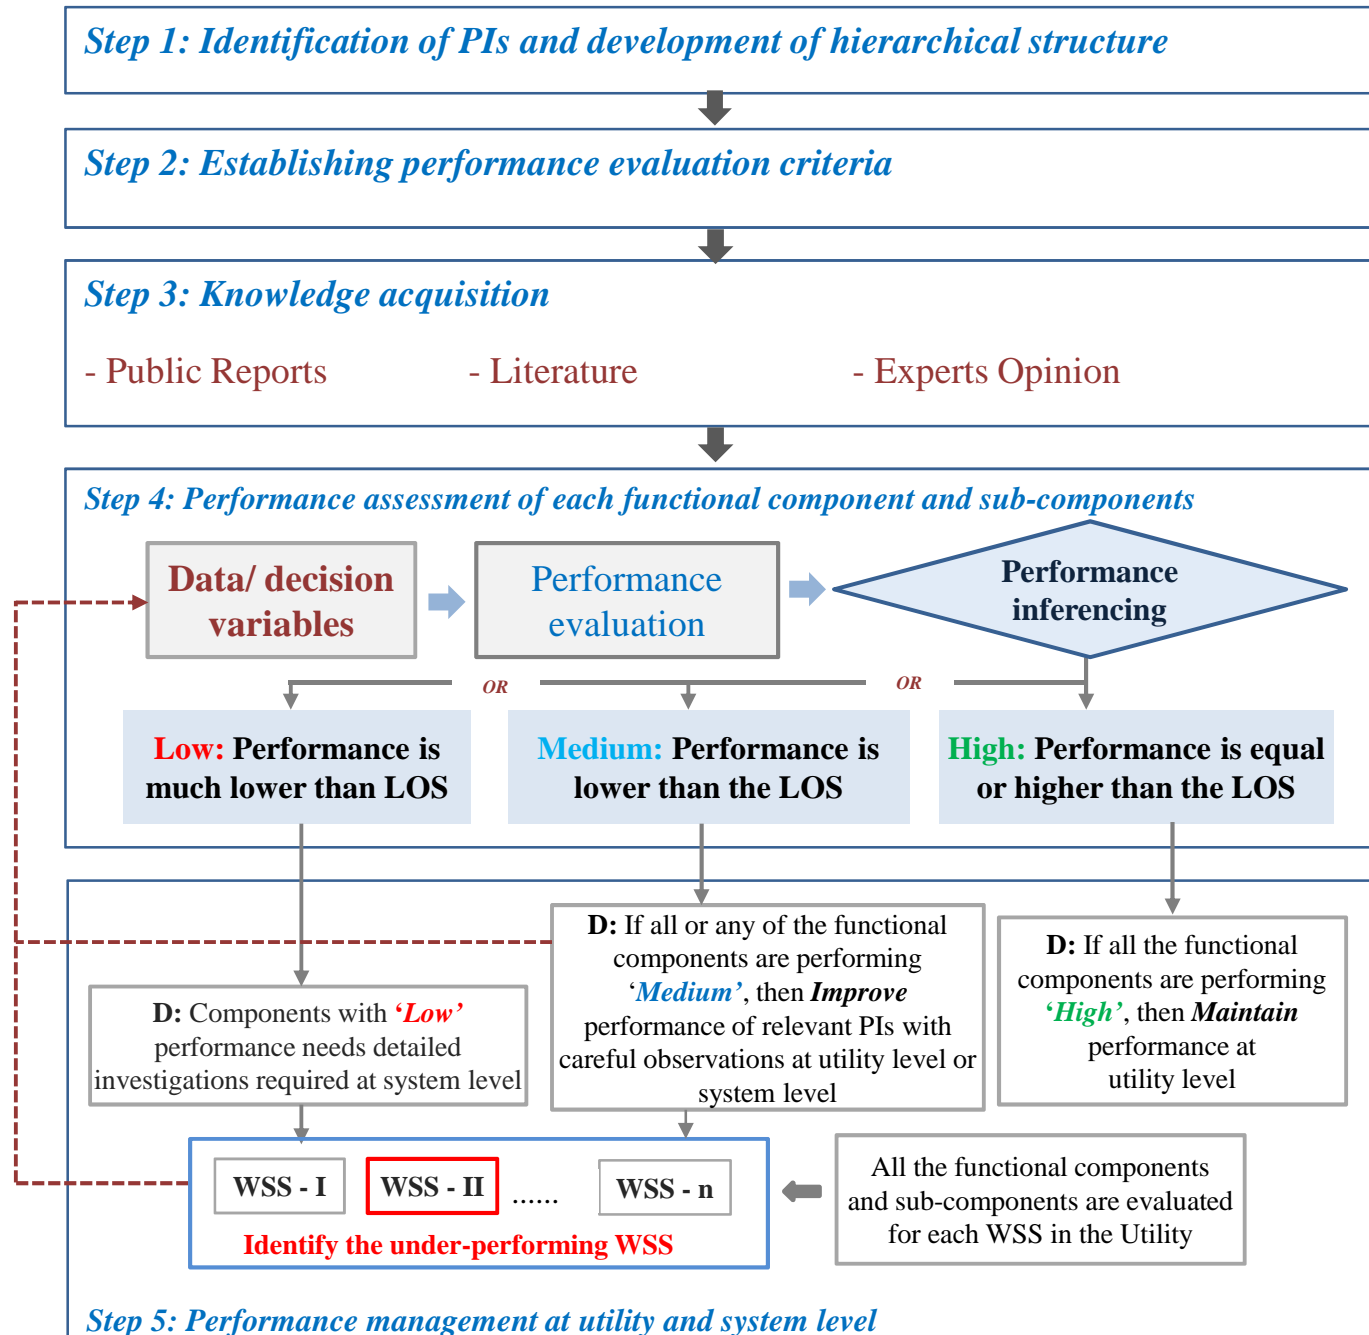 Step 1: Identification of PIs and development of hierarchical structure
Step 2: Establishing performance evaluation criteria
Step 3: Knowledge acquisition
- Public Reports - Literature - Experts Opinion
Step 4: Performance assessment of each functional component and sub-components
Data/ decision
variables
Performance
evaluation
Performance
inferencing
OR
OR
Low: Performance is
much lower than LOS
Medium: Performance is
lower than the LOS
High: Performance is equal
or higher than the LOS
D: Components with ‘Low’
performance needs detailed
investigations required at system level
D: If all or any of the functional
components are performing
‘Medium’, then Improve
performance of relevant PIs with
careful observations at utility level or
system level
D: If all the functional
components are performing
‘High’, then Maintain
performance at
utility level
WSS - I WSS - II ...... WSS - n
Identify the under-performing WSS
All the functional components
and sub-components are evaluated
for each WSS in the Utility
Step 5: Performance management at utility and system level